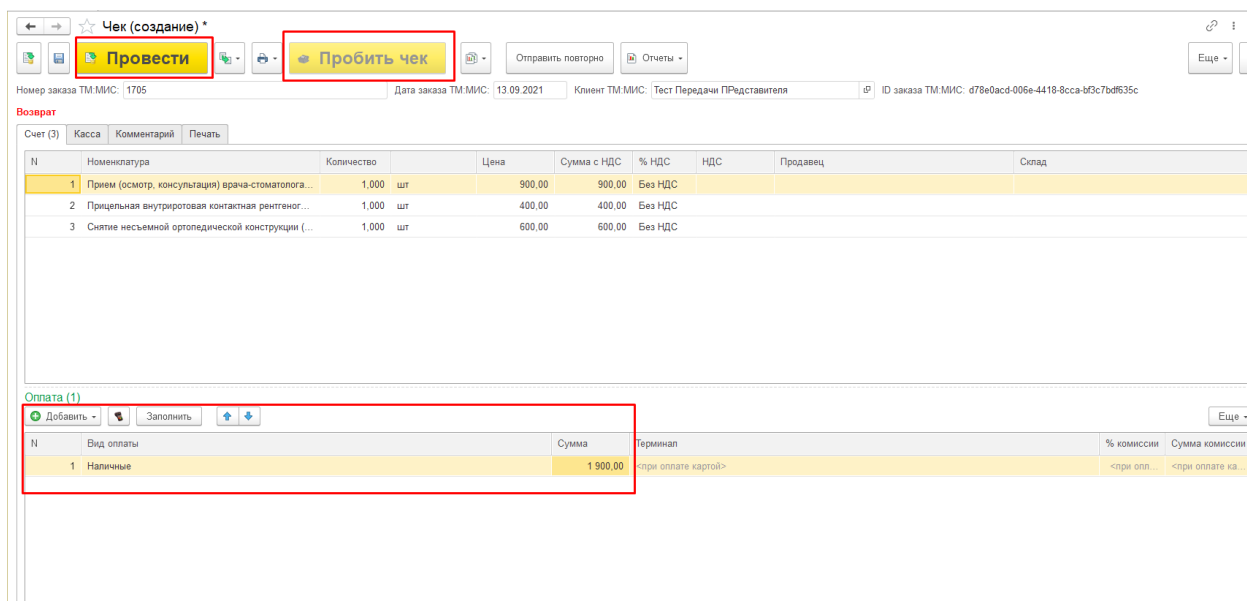 Чек (создание) *
Провести Пробить чек Отправить повторно Отчеты Еще
Номер заказа ТМ:МИС: 1705 Дата заказа ТМ:МИС: 13.09.2021 Клиент ТМ:МИС: Тест Передачи ПРедставителя ID заказа ТМ:МИС: d78e0acd-006e-4418-8cca-bf3c7bdf635c
Возврат
Счет (3) Касса Комментарий Печать
N Номенклатура Количество Цена Сумма с НДС % НДС НДС Продавец Склад
1 Прием (осмотр, консультация) врача-стоматолога... 1,000 шт 900,00 900,00 Без НДС
2 Прицельная внутриротовая контактная рентгеног... 1,000 шт 400,00 400,00 Без НДС
3 Снятие несъемной ортопедической конструкции (... 1,000 шт 600,00 600,00 Без НДС
Оплата (1)
Добавить Заполнить Еще
N Вид оплаты Сумма Терминал % комиссии Сумма комиссии
1 Наличные 1 900,00 <при оплате картой> <при опл... <при оплате ка...